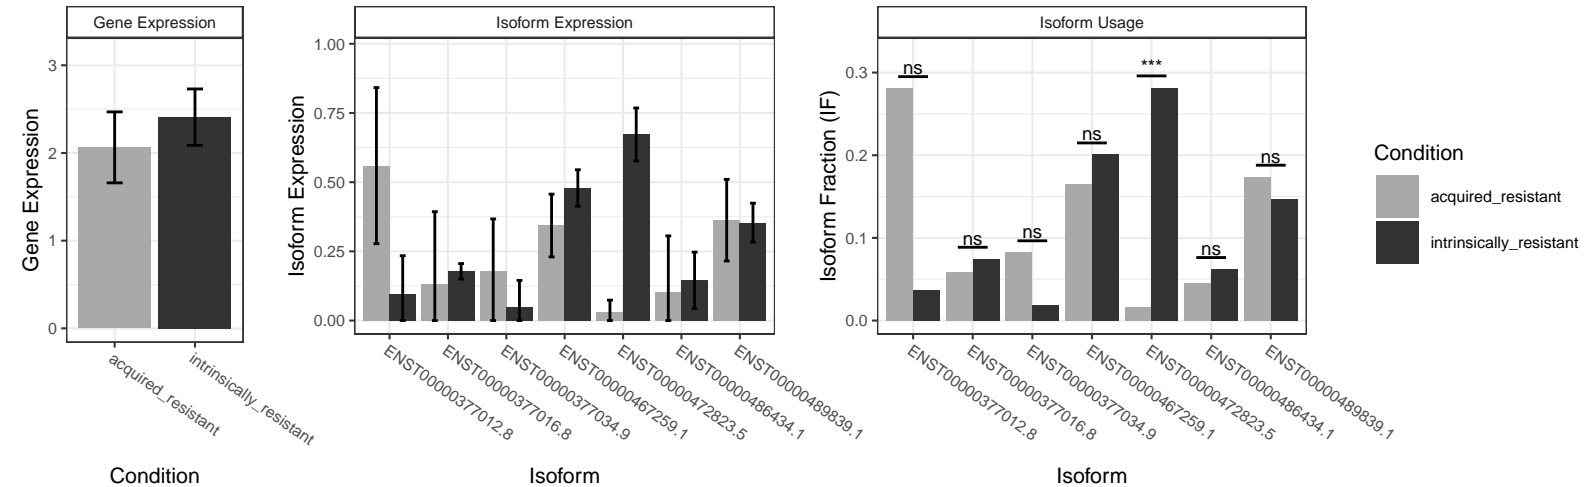 Gene Expression
Gene Expression
3
2
1
0
acquired_resistant
intrinsically_resistant
Condition
Isoform Expression
Isoform Expression
1.00
0.75
0.50
0.25
0.00
ENST00000377012.8
ENST00000377016.8
ENST00000377034.9
ENST00000467259.1
ENST00000472823.5
ENST00000486434.1
ENST00000489839.1
Isoform
Isoform Usage
Isoform Fraction (IF)
0.3
0.2
0.1
0.0
ns
ns
ns
ns
***
ns
ns
ENST00000377012.8
ENST00000377016.8
ENST00000377034.9
ENST00000467259.1
ENST00000472823.5
ENST00000486434.1
ENST00000489839.1
Isoform
Condition
acquired_resistant
intrinsically_resistant